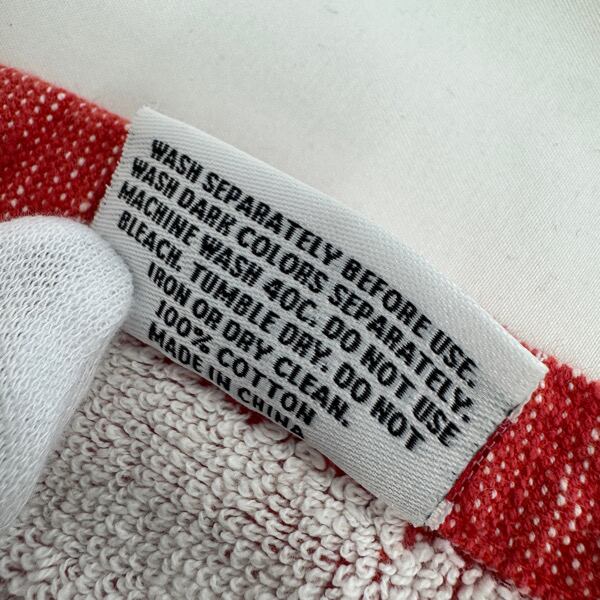 WASH SEPARATELY BEFORE USE.
WASH DARK COLORS SEPARATELY.
MACHINE WASH 40C. DO NOT USE
BLEACH. TUMBLE DRY. DO NOT
IRON OR DRY CLEAN.
100% COTTON
MADE IN CHINA